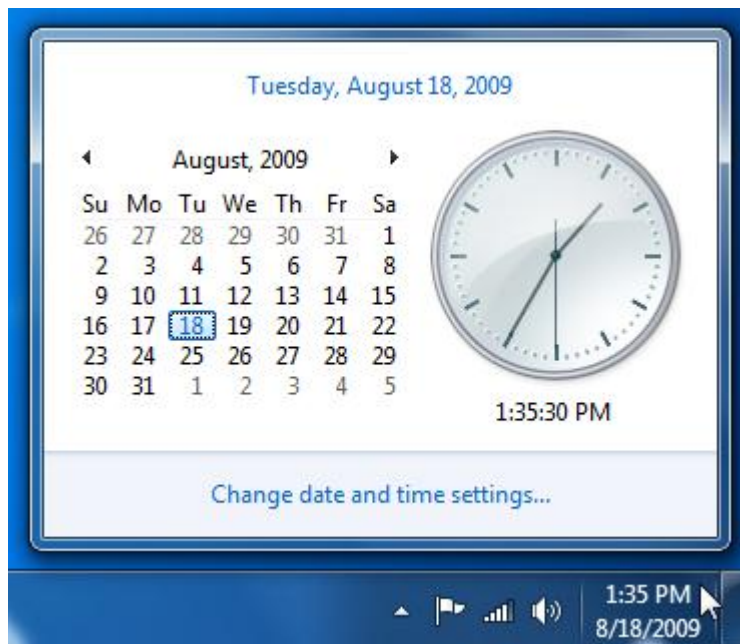 Tuesday, August 18, 2009
August, 2009
Su Mo Tu We Th Fr Sa
26 27 28 29 30 31 1
2 3 4 5 6 7 8
9 10 11 12 13 14 15
16 17 18 19 20 21 22
23 24 25 26 27 28 29
30 31 1 2 3 4 5
1:35:30 PM
Change date and time settings...
1:35 PM
8/18/2009